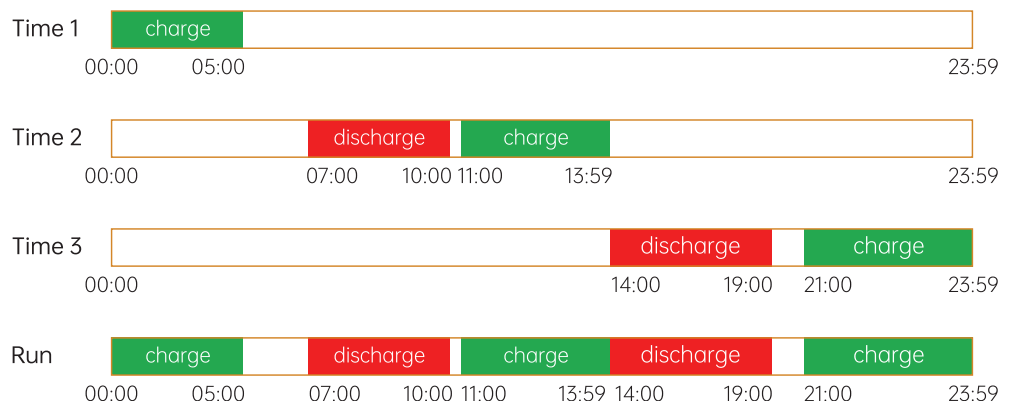 Time 1 charge
00:00 05:00 23:59
Time 2 discharge charge
00:00 07:00 10:00 11:00 13:59 23:59
Time 3 discharge charge
00:00 14:00 19:00 21:00 23:59
Run charge discharge charge discharge charge
00:00 05:00 07:00 10:00 11:00 13:59 14:00 19:00 21:00 23:59